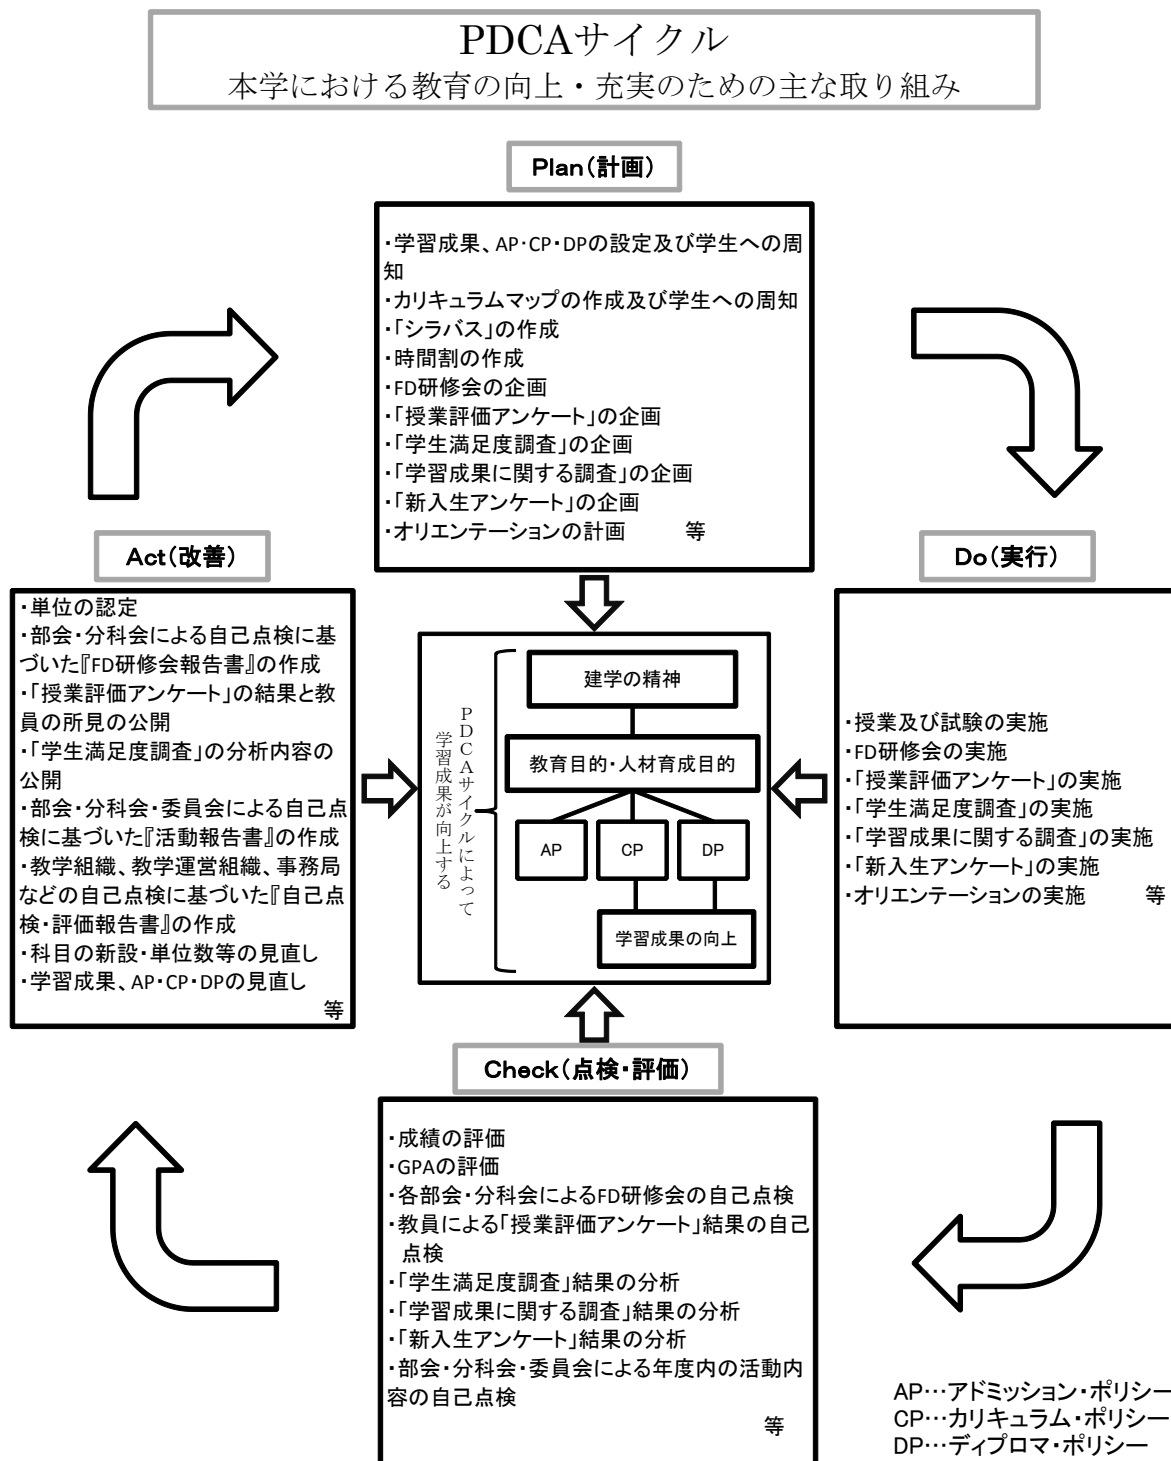 PDCAサイクル
本学における教育の向上・充実のための主な取り組み
Plan(計画)
・学習成果、AP・CP・DPの設定及び学生への周
知
・カリキュラムマップの作成及び学生への周知
・「シラバス」の作成
・時間割の作成
・FD研修会の企画
・「授業評価アンケート」の企画
・「学生満足度調査」の企画
・「学習成果に関する調査」の企画
・「新入生アンケート」の企画
・オリエンテーションの計画 等
Act(改善)
・単位の認定
・部会・分科会による自己点検に基
づいた『FD研修会報告書』の作成
・「授業評価アンケート」の結果と教
員の所見の公開
・「学生満足度調査」の分析内容の
公開
・部会・分科会・委員会による自己点
検に基づいた『活動報告書』の作成
・教学組織、教学運営組織、事務局
などの自己点検に基づいた『自己点
検・評価報告書』の作成
・科目の新設・単位数等の見直し
・学習成果、AP・CP・DPの見直し
等
PDCAサイクルによって
学習成果が向上する
建学の精神
教育目的・人材育成目的
AP
CP
DP
学習成果の向上
Do(実行)
・授業及び試験の実施
・FD研修会の実施
・「授業評価アンケート」の実施
・「学生満足度調査」の実施
・「学習成果に関する調査」の実施
・「新入生アンケート」の実施
・オリエンテーションの実施 等
Check(点検・評価)
・成績の評価
・GPAの評価
・各部会・分科会によるFD研修会の自己点検
・教員による「授業評価アンケート」結果の自己
点検
・「学生満足度調査」結果の分析
・「学習成果に関する調査」結果の分析
・「新入生アンケート」結果の分析
・部会・分科会・委員会による年度内の活動内
容の自己点検
等
AP…アドミッション・ポリシー
CP…カリキュラム・ポリシー
DP…ディプロマ・ポリシー